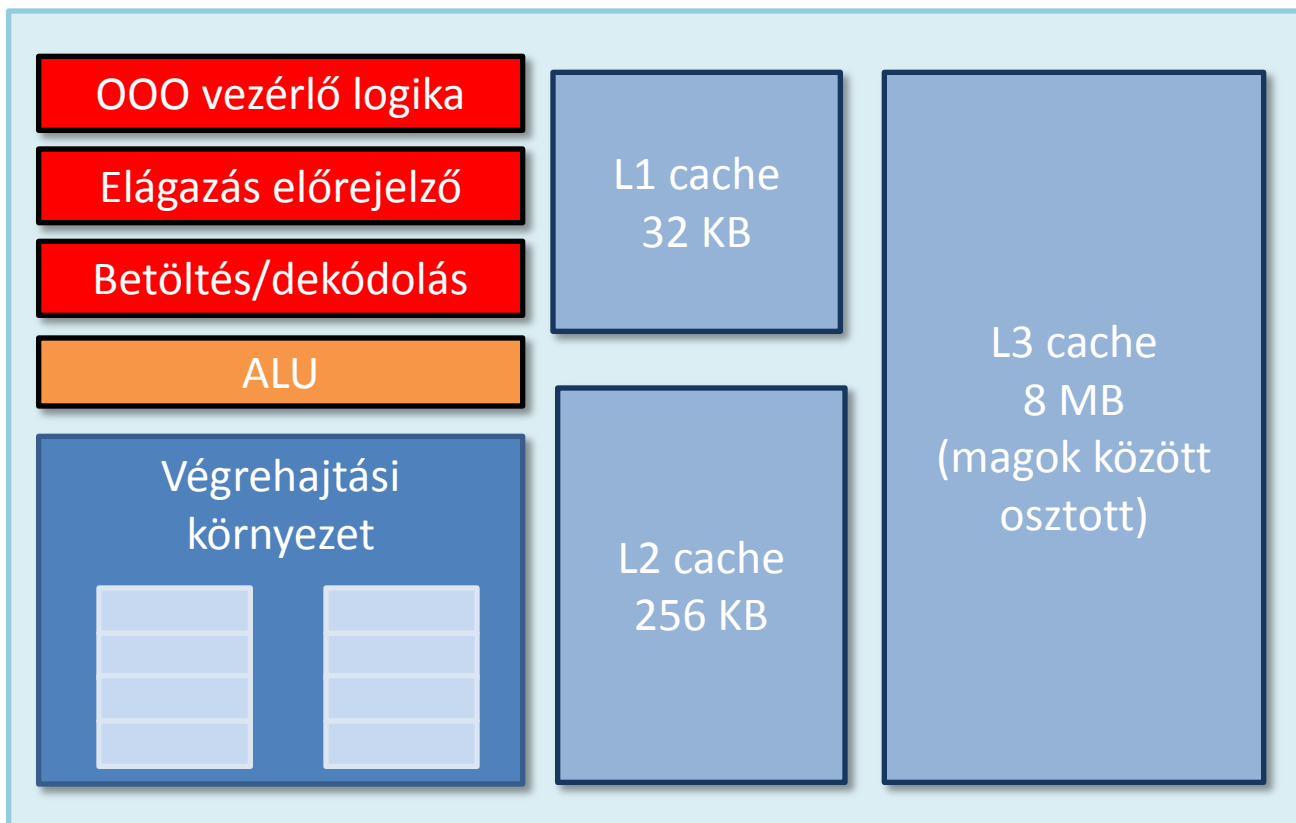 OOO vezérlő logika
Elágazás előrejelző
Betöltés/dekódolás
ALU
Végrehajtási
környezet
L1 cache
32 KB
L2 cache
256 KB
L3 cache
8 MB
(magok között
osztott)